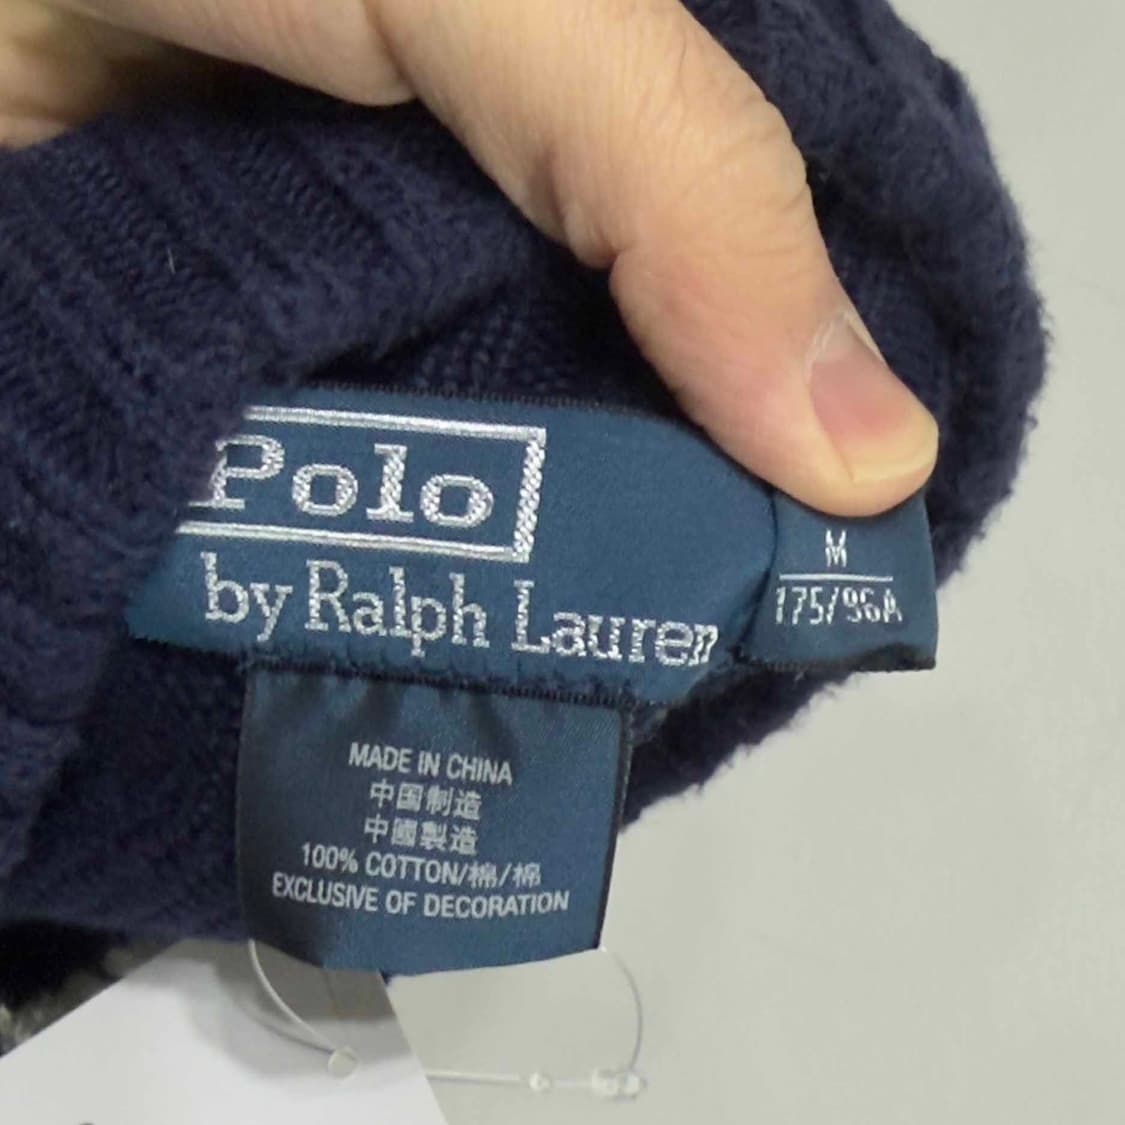 Polo
by Ralph Lauren
M
175/96A
MADE IN CHINA
中国制造
中國製造
100% COTTON/棉/棉
EXCLUSIVE OF DECORATION